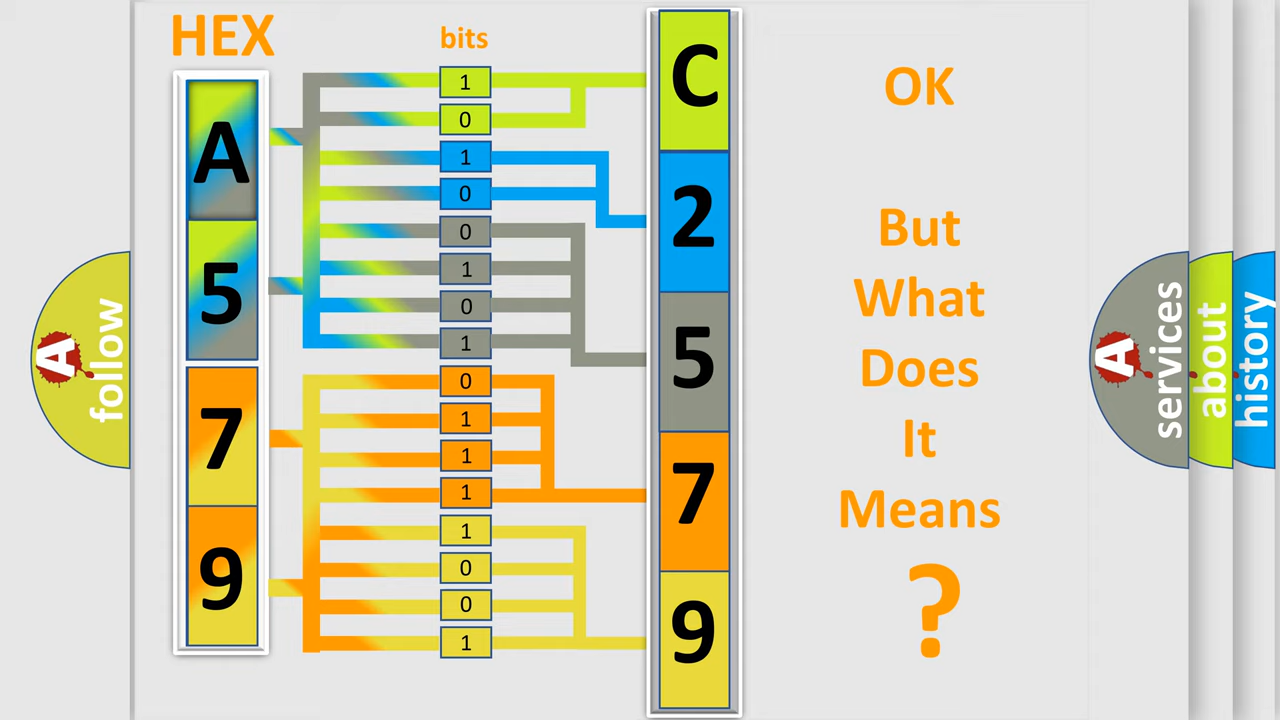 HEX
bits
A
5
7
9
1
0
1
0
0
1
0
1
0
1
1
1
1
0
0
1
C
2
5
7
9
OK
But
What
Does
It
Means
?
A
follow
A
services
about
history